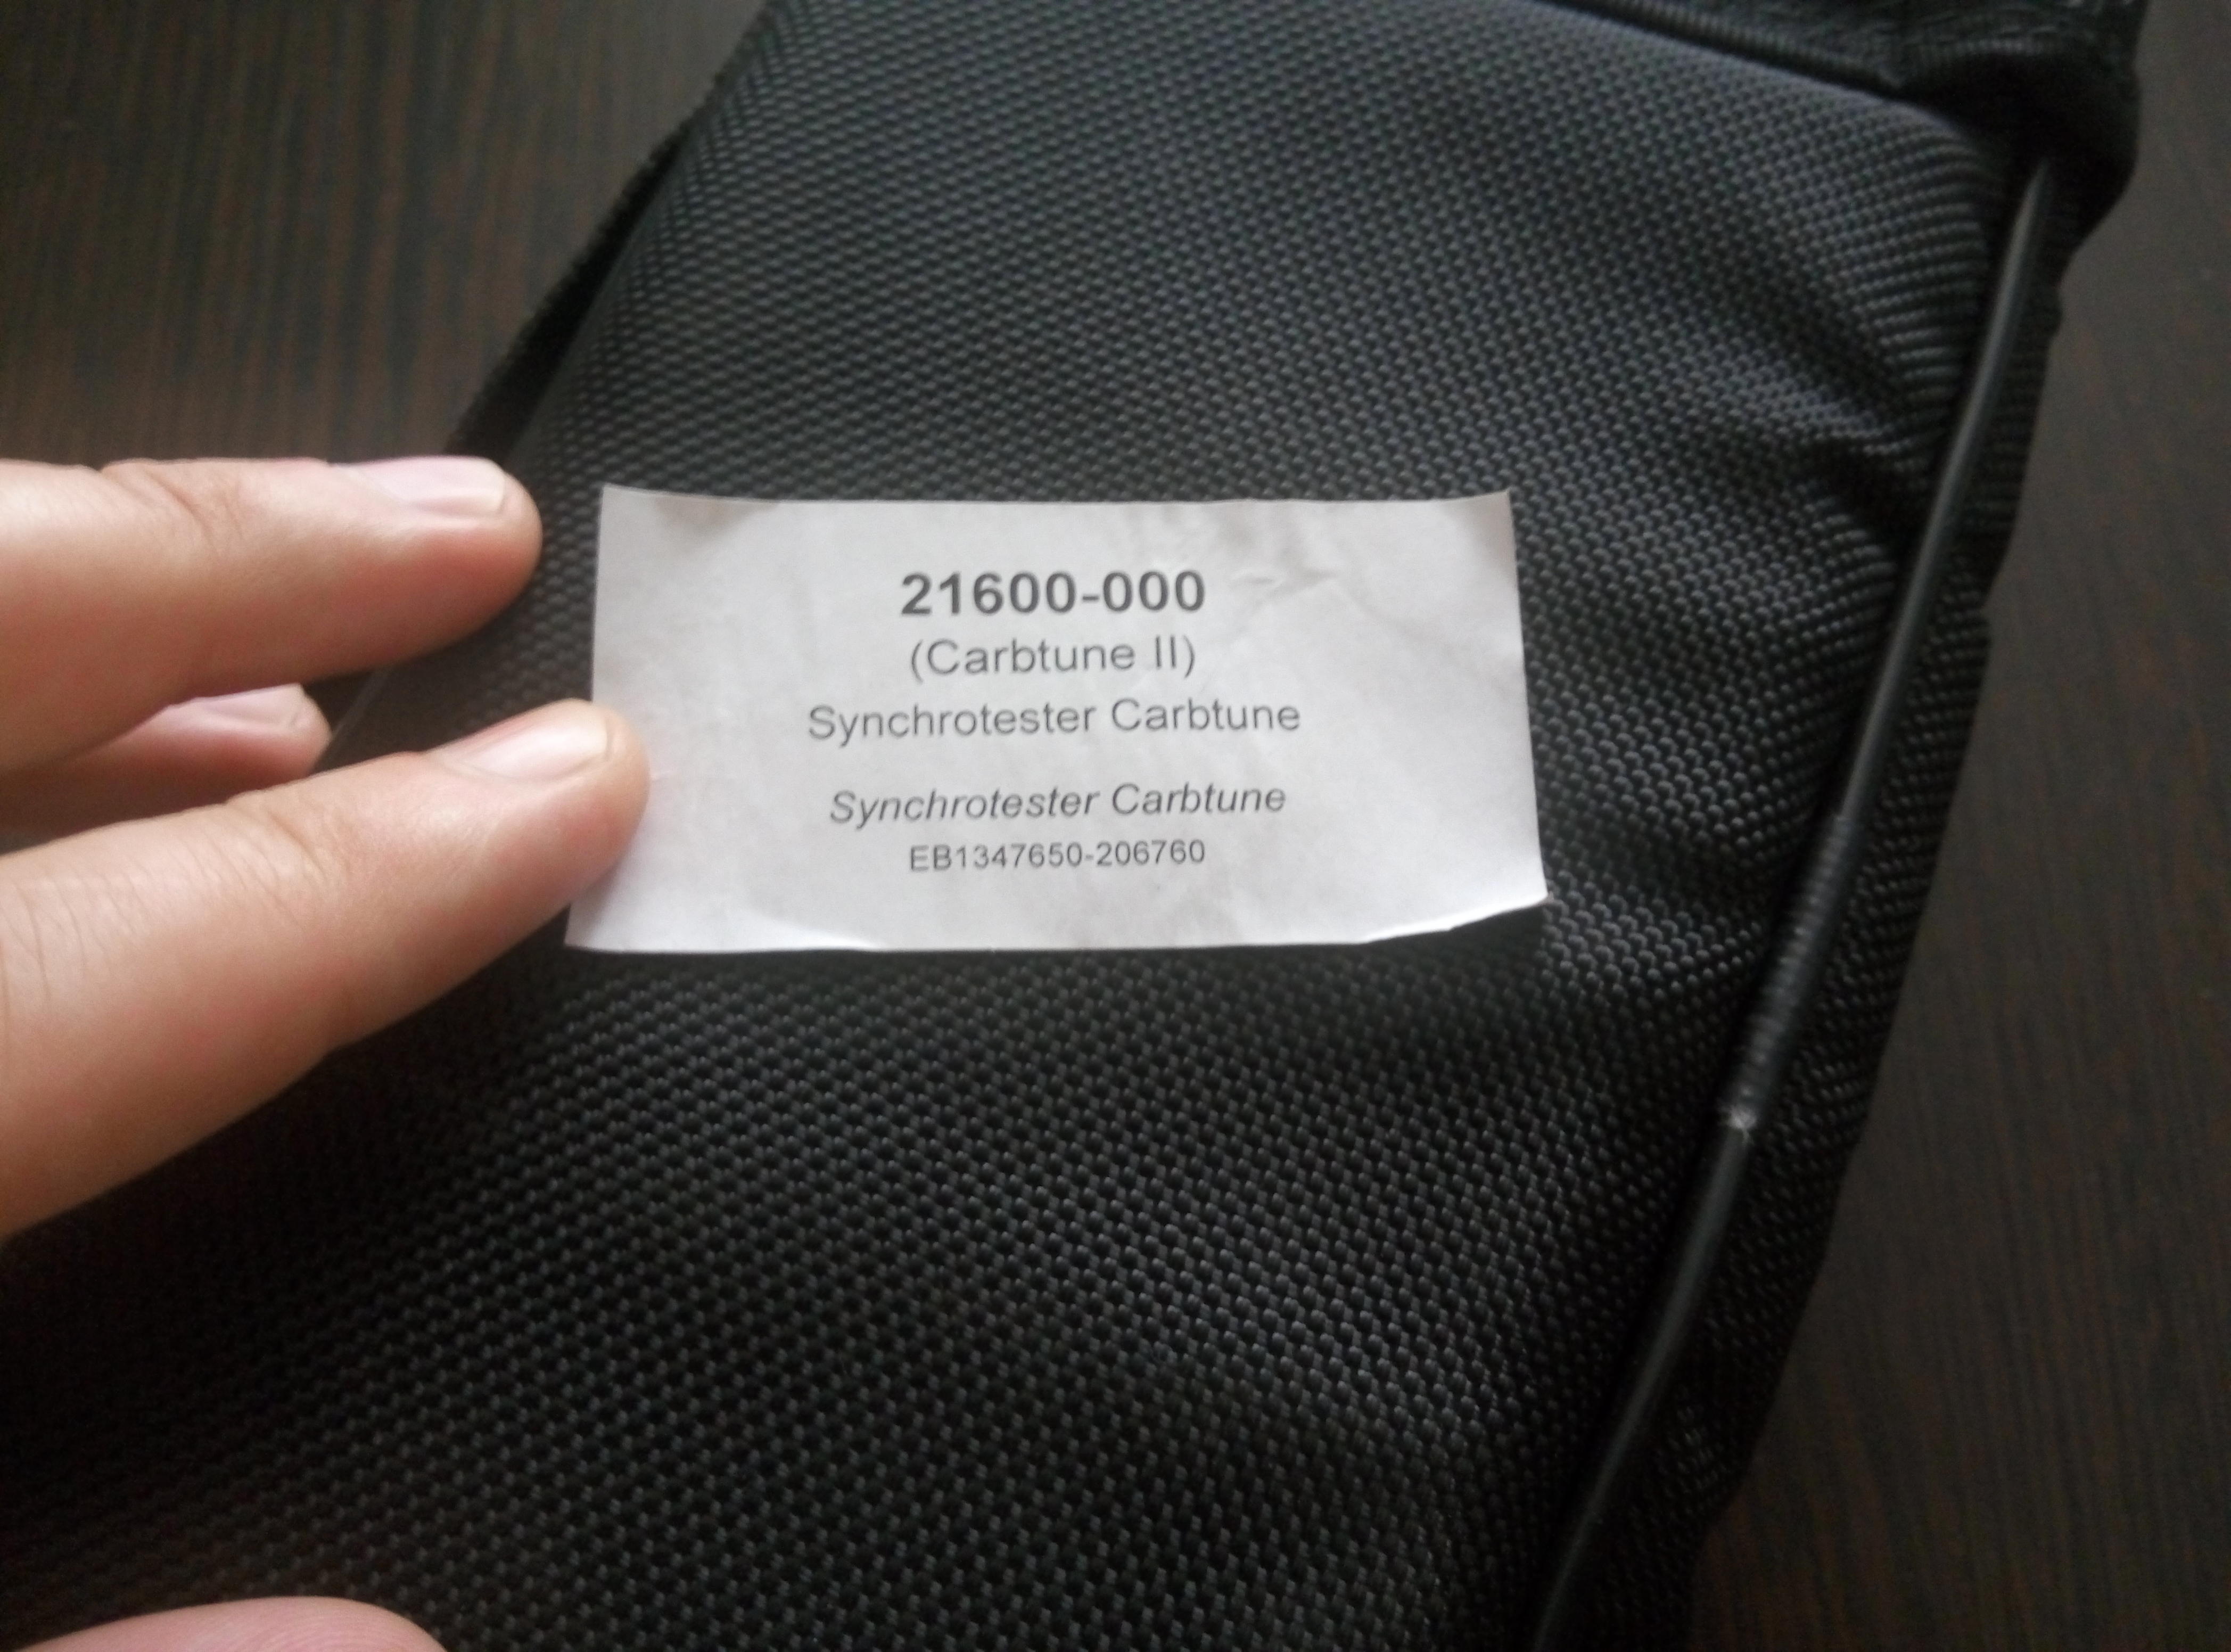 21600-000
(Carbtune II)
Synchrotester Carbtune
Synchrotester Carbtune
EB1347650-206760